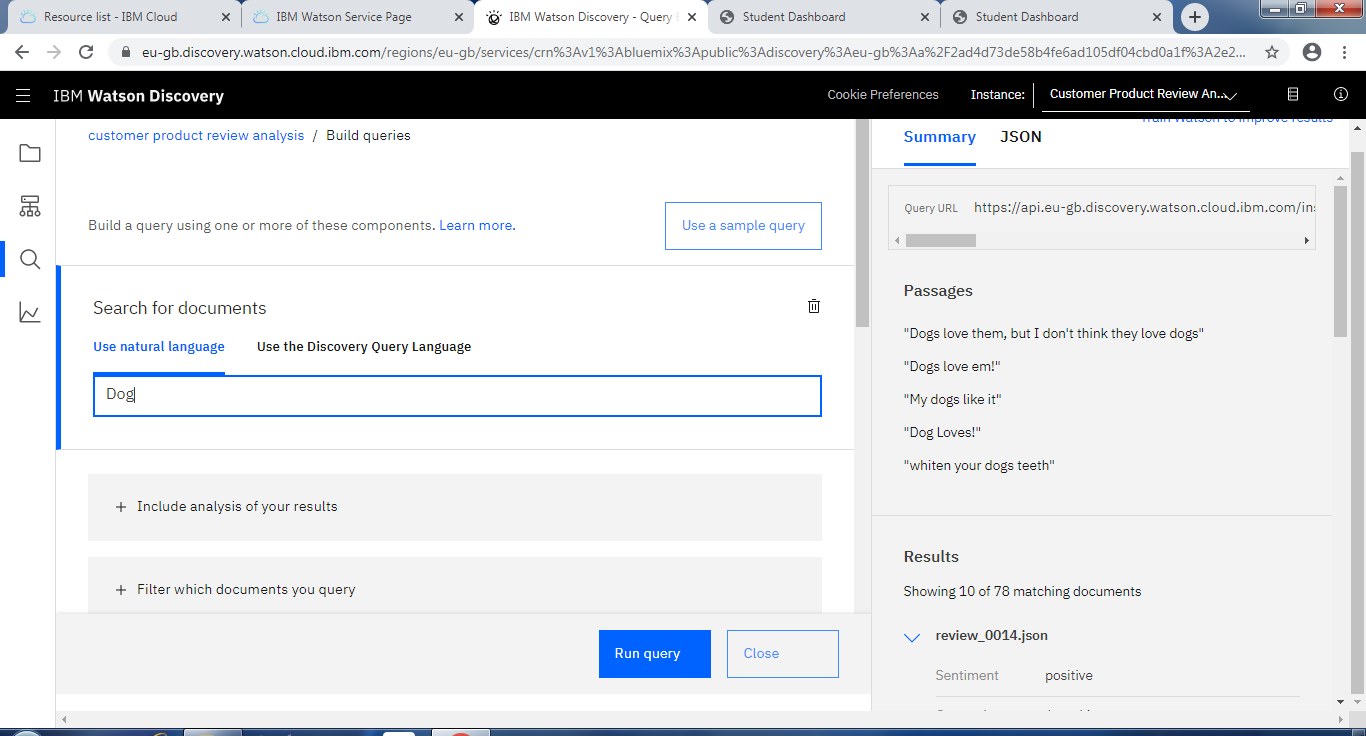 Resource list - IBM Cloud
IBM Watson Service Page
IBM Watson Discovery - Query
Student Dashboard
Student Dashboard
eu-gb.discovery.watson.cloud.ibm.com/regions/eu-gb/services/crn%3Av1%3Abluemix%3Apublic%3Adiscovery%3Aeu-gb%3Aa%2F2ad4d73de58b4fe6ad105df04cbd0a1f%3A2e2...
IBM Watson Discovery
Cookie Preferences
Instance:
Customer Product Review An...
customer product review analysis / Build queries
Build a query using one or more of these components. Learn more.
Use a sample query
Search for documents
Use natural language
Use the Discovery Query Language
Dog
+ Include analysis of your results
+ Filter which documents you query
Run query
Close
Train Watson to improve results
Summary
JSON
Query URL
https://api.eu-gb.discovery.watson.cloud.ibm.com/ins
Passages
"Dogs love them, but I don't think they love dogs"
"Dogs love em!"
"My dogs like it"
"Dog Loves!"
"whiten your dogs teeth"
Results
Showing 10 of 78 matching documents
review_0014.json
Sentiment
positive